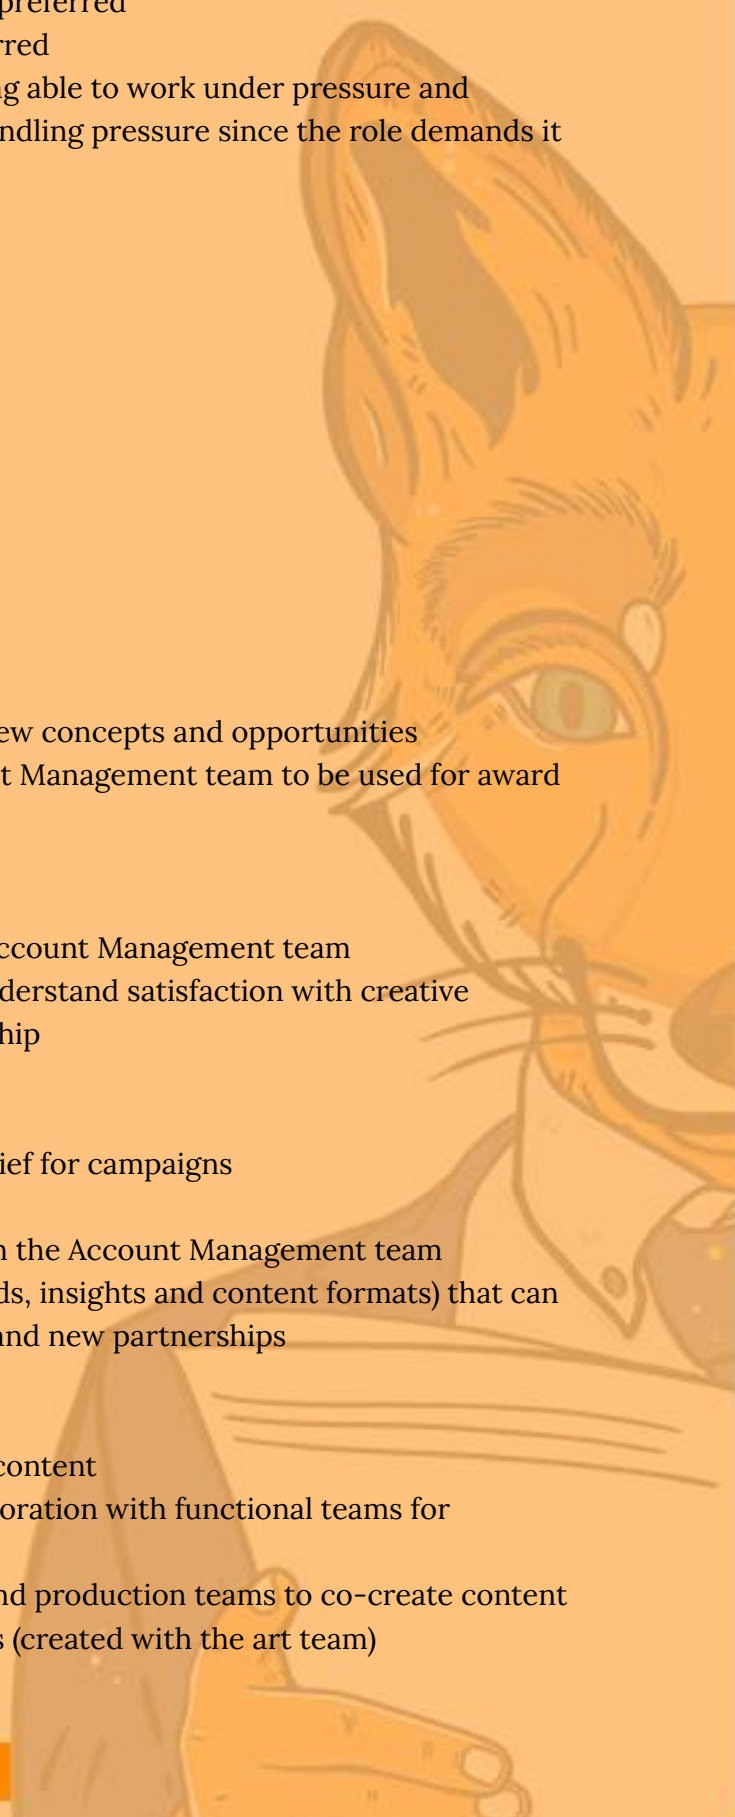 preferred
rred
ng able to work under pressure and
ndling pressure since the role demands it
ew concepts and opportunities
t Management team to be used for award
ccount Management team
derstand satisfaction with creative
hip
ief for campaigns
n the Account Management team
ds, insights and content formats) that can
and new partnerships
content
oration with functional teams for
nd production teams to co-create content
s (created with the art team)